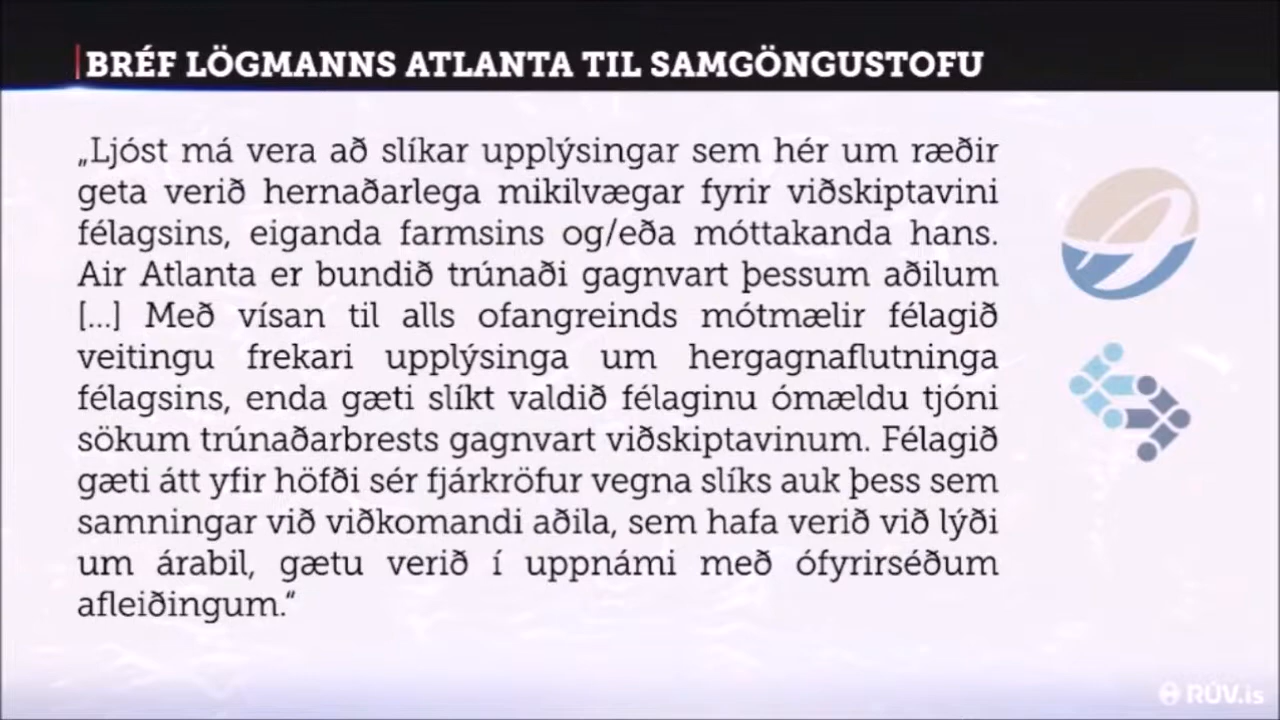 BRÉF LÖGMANNS ATLANTA TIL SAMGÖNGUSTOFU
„Ljóst má vera að slíkar upplýsingar sem hér um ræðir
geta verið hernaðarlega mikilvægar fyrir viðskiptavini
félagsins, eiganda farmsins og/eða móttakanda hans.
Air Atlanta er bundið trúnaði gagnvart þessum aðilum
[...] Með vísan til alls ofangreinds mótmælir félagið
veitingu frekari upplýsinga um hergagnaflutninga
félagsins, enda gæti slíkt valdið félaginu ómældu tjóni
sökum trúnaðarbrests gagnvart viðskiptavinum. Félagið
gæti átt yfir höfði sér fjárkröfur vegna slíks auk þess sem
samningar við viðkomandi aðila, sem hafa verið við lýði
um árabil, gætu verið í uppnámi með ófyrirséðum
afleiðingum.“
RÚV.is